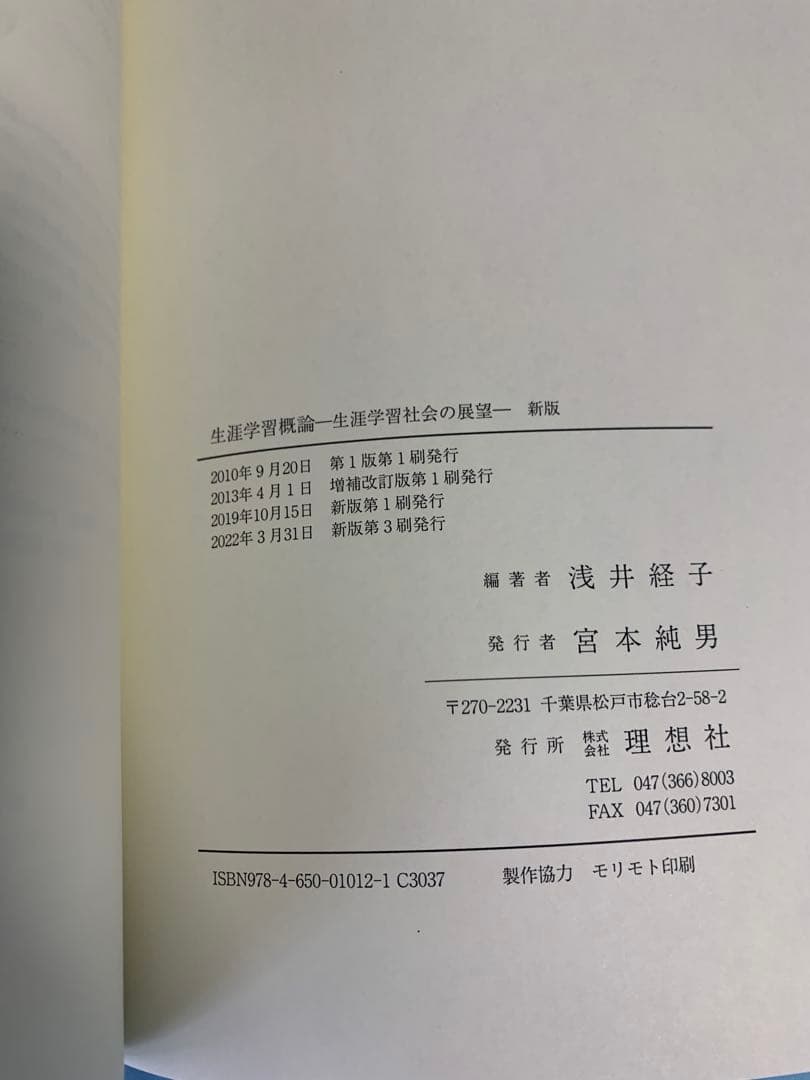 生涯学習概論―生涯学習社会の展望― 新版
2010年9月20日 第1版第1刷発行
2013年4月1日 増補改訂版第1刷発行
2019年10月15日 新版第1刷発行
2022年3月31日 新版第3刷発行
編著者 浅井経子
発行者 宮本純男
〒270-2231 千葉県松戸市稔台2-58-2
発行所 株式会社 理想社
TEL 047(366)8003
FAX 047(360)7301
ISBN978-4-650-01012-1 C3037 製作協力 モリモト印刷